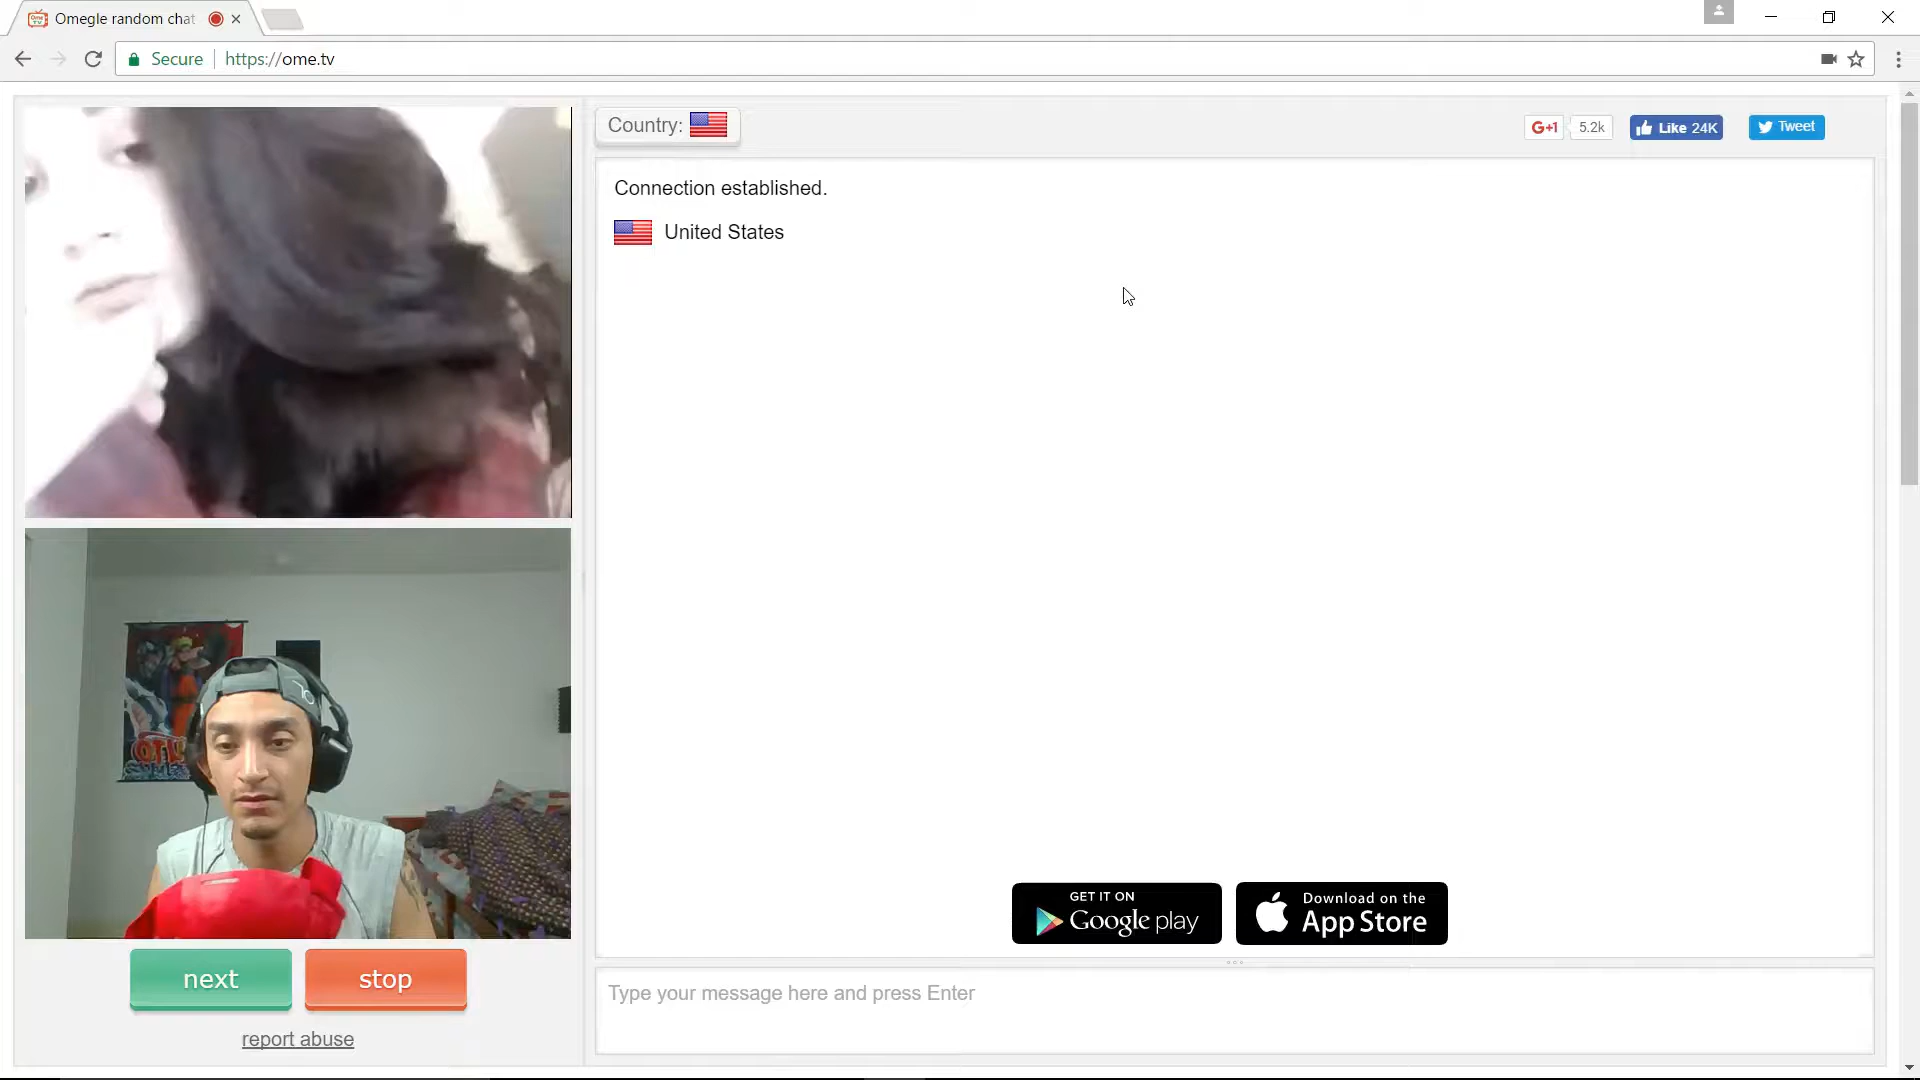 Omegle random chat
Secure
https://ome.tv
Country:
G+1
5.2k
Like 24K
Tweet
Connection established.
United States
GET IT ON
Google play
Download on the
App Store
next
stop
report abuse
Type your message here and press Enter